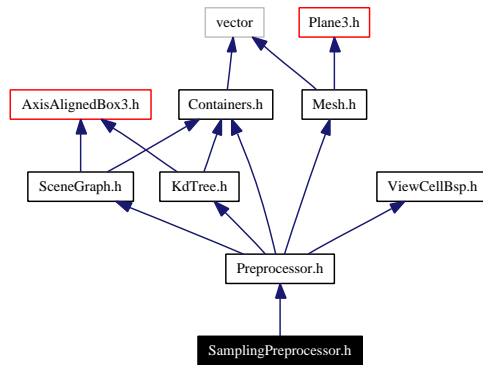 vector
Plane3.h
AxisAlignedBox3.h
Containers.h
Mesh.h
SceneGraph.h
KdTree.h
ViewCellBsp.h
Preprocessor.h
SamplingPreprocessor.h